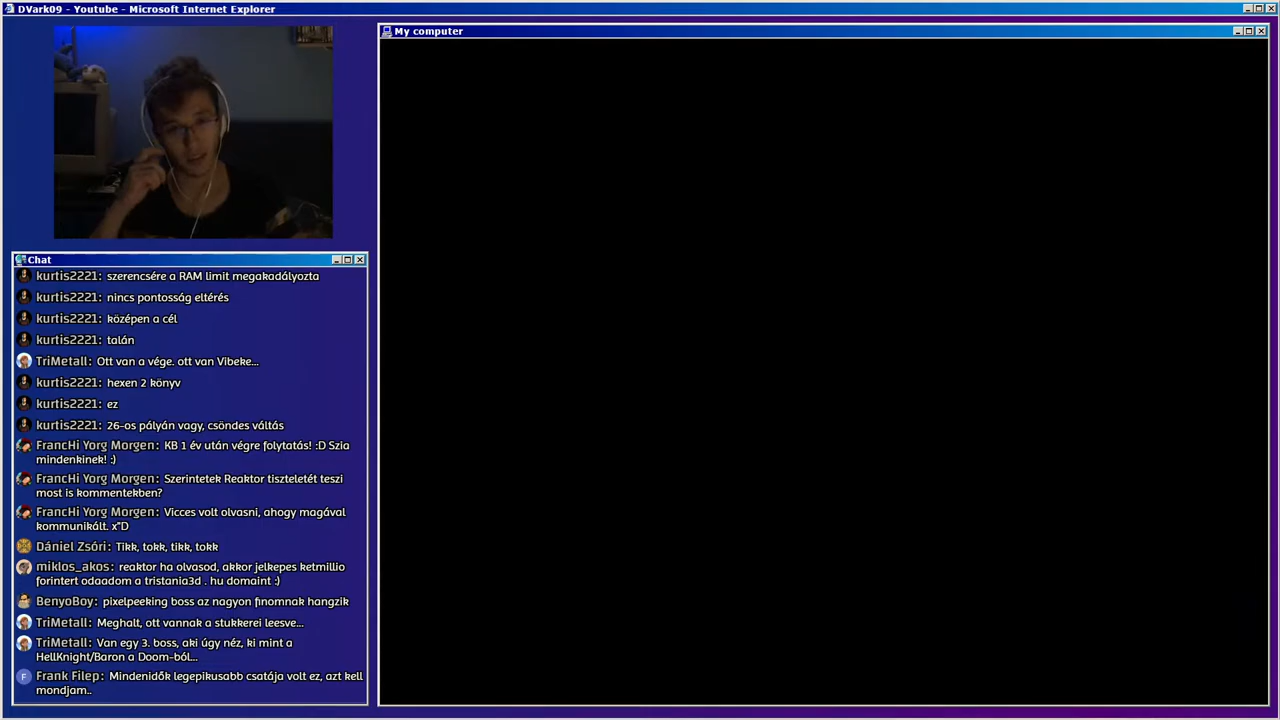 DVark09 - Youtube - Microsoft Internet Explorer
My computer
Chat
kurtis2221: szerencsére a RAM limit megakadályozta
kurtis2221: nincs pontosság eltérés
kurtis2221: középen a cél
kurtis2221: talán
TriMetall: Ott van a vége. ott van Vibeke...
kurtis2221: hexen 2 könyv
kurtis2221: ez
kurtis2221: 26-os pályán vagy, csöndes váltás
FrancHi Yorg Morgen: KB 1 év után végre folytatás! :D Szia
mindenkinek! :)
FrancHi Yorg Morgen: Szerintetek Reaktor tiszteletét teszi
most is kommentekben?
FrancHi Yorg Morgen: Vicces volt olvasni, ahogy magával
kommunikált. x"D
Dániel Zsóri: Tikk, tokk, tikk, tokk
miklos_akos: reaktor ha olvasod, akkor jelkepes ketmillio
forintert odaadom a tristania3d . hu domaint :)
BenyoBoy: pixelpeeking boss az nagyon finomnak hangzik
TriMetall: Meghalt, ott vannak a stukkerei leesve...
TriMetall: Van egy 3. boss, aki úgy néz, ki mint a
HellKnight/Baron a Doom-ból...
F
Frank Filep: Mindenidők legepikusabb csatája volt ez, azt kell
mondjam..